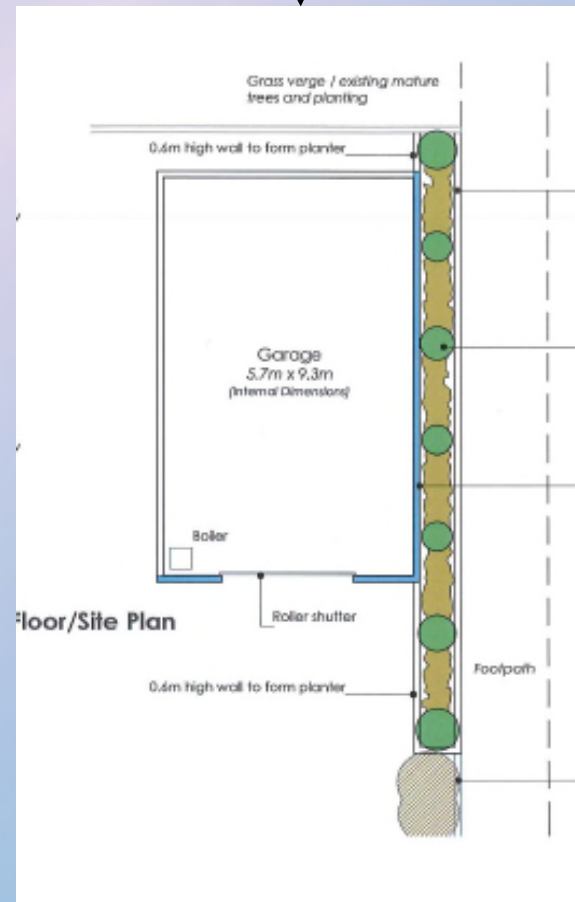 Grass verge / existing mature
trees and planting
0.6m high wall to form planter
Garage
5.7m x 9.3m
(Internal Dimensions)
Boiler
Floor/Site Plan
Roller shutter
Footpath
0.6m high wall to form planter